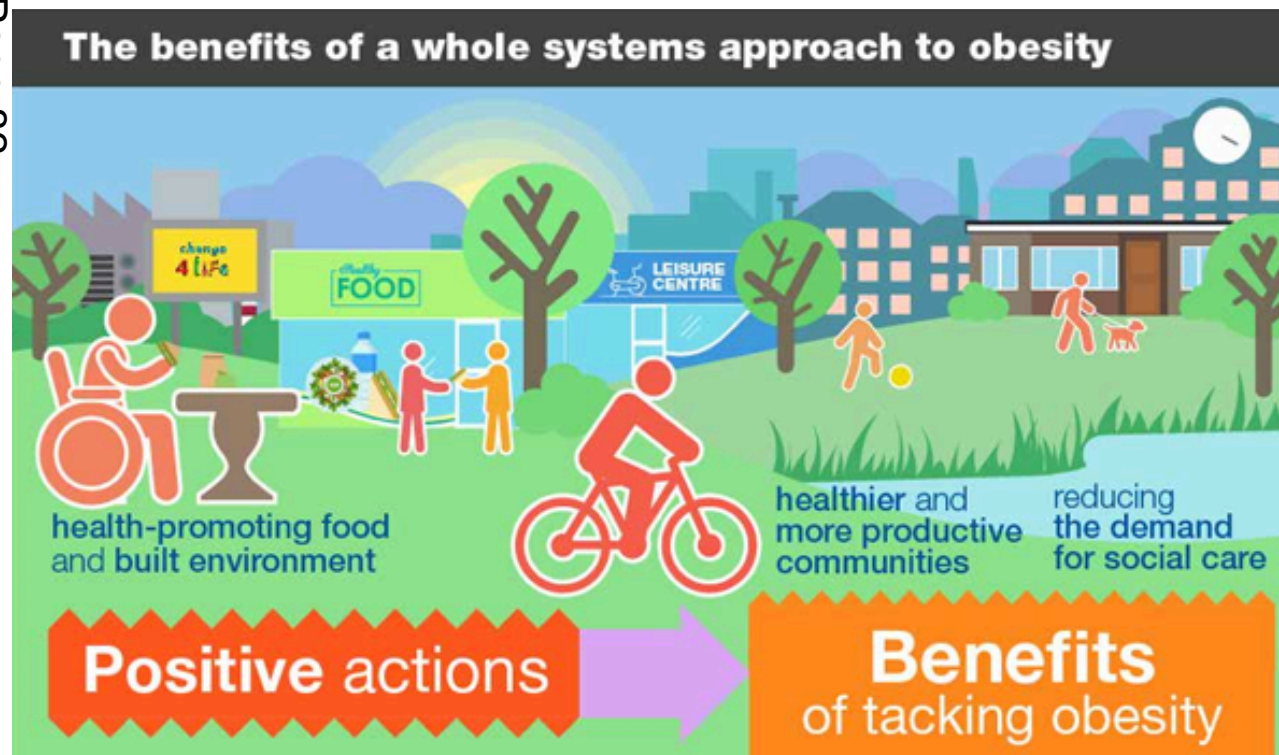 The benefits of a whole systems approach to obesity
change
4 LiFe
Healthy
FOOD
LEISURE
CENTRE
health-promoting food
and built environment
healthier and
more productive
communities
reducing
the demand
for social care
Positive actions
Benefits
of tacking obesity